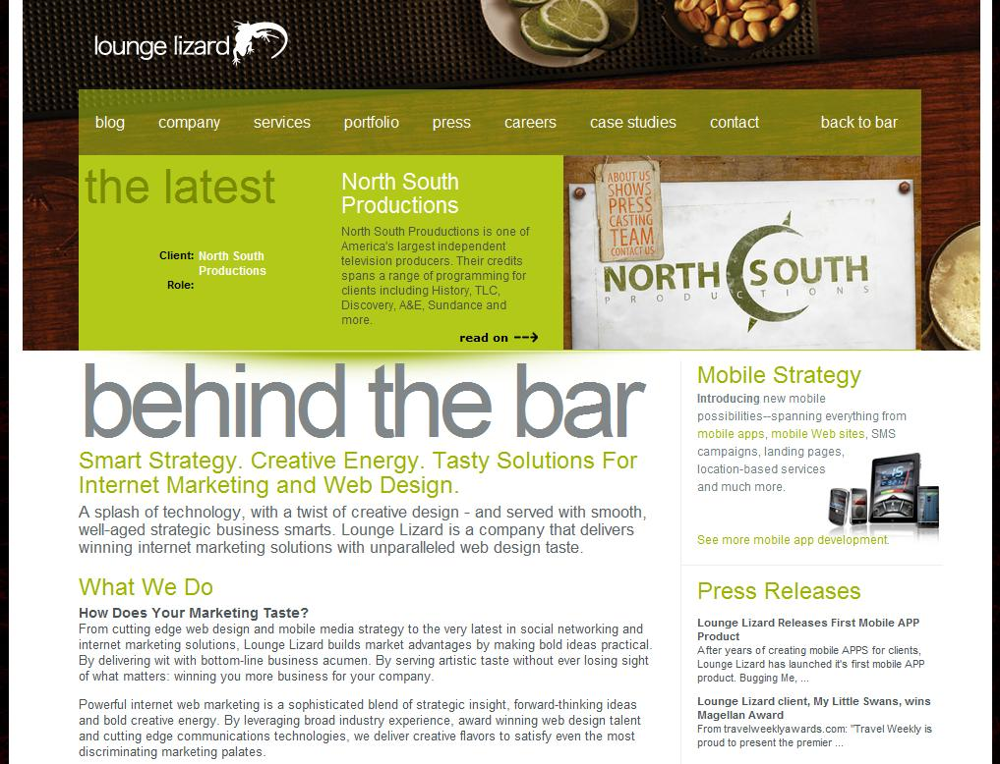 lounge lizard
blog company services portfolio press careers case studies contact back to bar
the latest
Client: North South
Productions
Role:
North South
Productions
North South Prouductions is one of
America's largest independent
television producers. Their credits
spans a range of programming for
clients including History, TLC,
Discovery, A&E, Sundance and
more.
read on
ABOUT US
SHOWS
PRESS
CASTING
TEAM
CONTACT US
NORTH SOUTH
PRODUCTIONS
behind the bar
Smart Strategy. Creative Energy. Tasty Solutions For
Internet Marketing and Web Design.
A splash of technology, with a twist of creative design - and served with smooth,
well-aged strategic business smarts. Lounge Lizard is a company that delivers
winning internet marketing solutions with unparalleled web design taste.
What We Do
How Does Your Marketing Taste?
From cutting edge web design and mobile media strategy to the very latest in social networking and
internet marketing solutions, Lounge Lizard builds market advantages by making bold ideas practical.
By delivering wit with bottom-line business acumen. By serving artistic taste without ever losing sight
of what matters: winning you more business for your company.
Powerful internet web marketing is a sophisticated blend of strategic insight, forward-thinking ideas
and bold creative energy. By leveraging broad industry experience, award winning web design talent
and cutting edge communications technologies, we deliver creative flavors to satisfy even the most
discriminating marketing palates.
Mobile Strategy
Introducing new mobile
possibilities--spanning everything from
mobile apps, mobile Web sites, SMS
campaigns, landing pages,
location-based services
and much more.
See more mobile app development.
Press Releases
Lounge Lizard Releases First Mobile APP
Product
After years of creating mobile APPS for clients,
Lounge Lizard has launched it's first mobile APP
product. Bugging Me, ...
Lounge Lizard client, My Little Swans, wins
Magellan Award
From travelweeklyawards.com: "Travel Weekly is
proud to present the premier ...